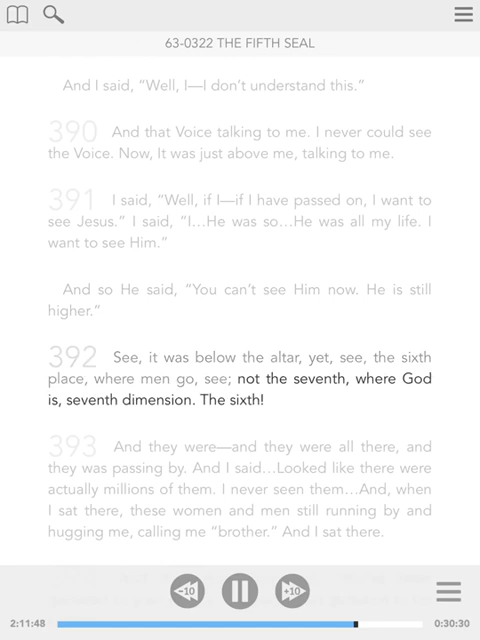 63-0322 THE FIFTH SEAL
And I said, “Well, I—I don’t understand this.”
390 And that Voice talking to me. I never could see
the Voice. Now, It was just above me, talking to me.
391 I said, “Well, if I—if I have passed on, I want to
see Jesus.” I said, “I...He was so...He was all my life. I
want to see Him.”
And so He said, “You can’t see Him now. He is still
higher.”
392 See, it was below the altar, yet, see, the sixth
place, where men go, see; not the seventh, where God
is, seventh dimension. The sixth!
393 And they were—and they were all there, and
they was passing by. And I said...Looked like there were
actually millions of them. I never seen them...And, when
I sat there, these women and men still running by and
hugging me, calling me “brother.” And I sat there.
-10 +10
2:11:48 0:30:30